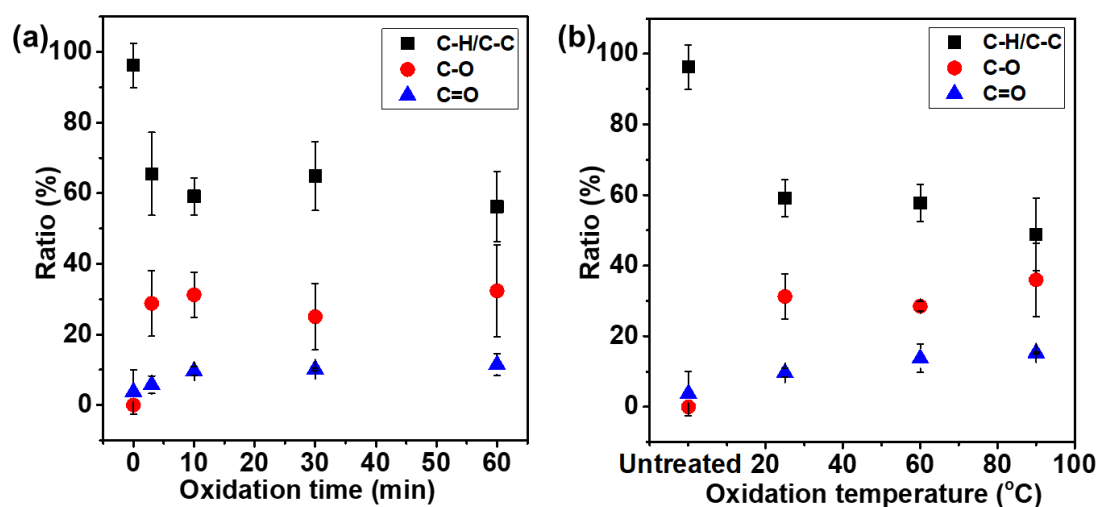 (a)
C-H/C-C
C-O
C=O
Ratio (%)
100
80
60
40
20
0
0 10 20 30 40 50 60
Oxidation time (min)
(b)
C-H/C-C
C-O
C=O
Ratio (%)
100
80
60
40
20
0
Untreated 20 40 60 80 100
Oxidation temperature (°C)